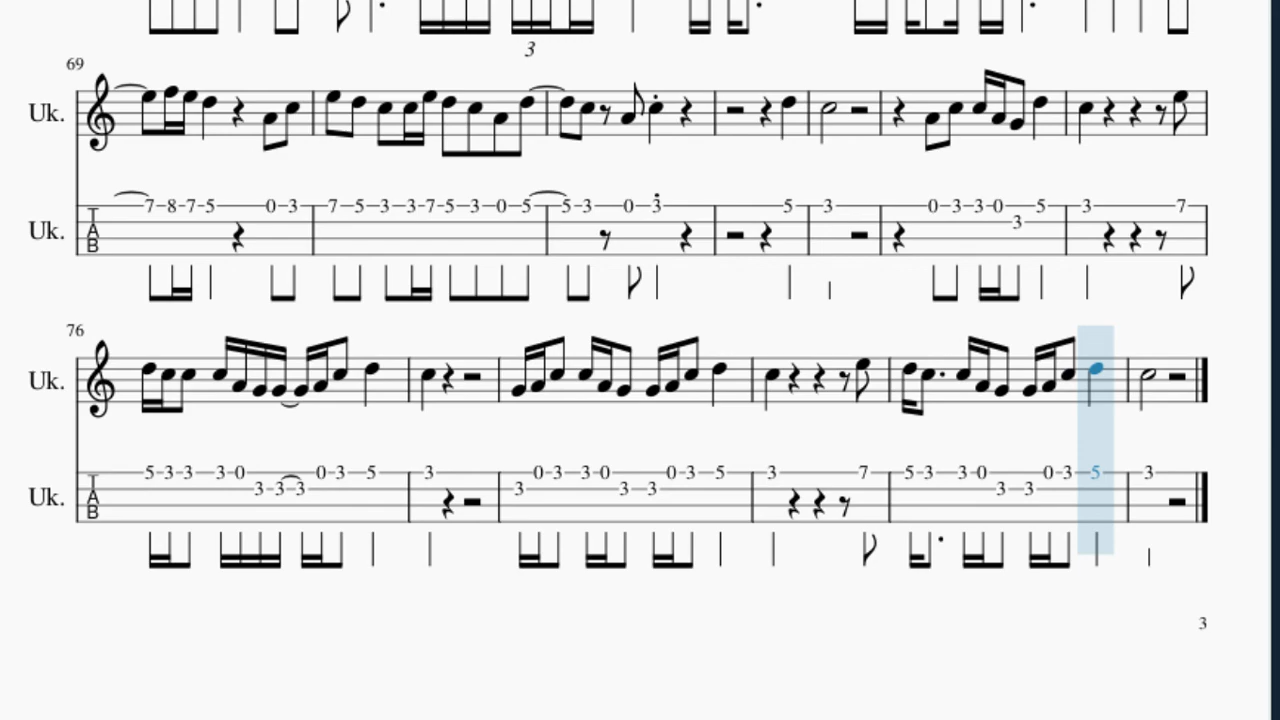 3
69
Uk.
Uk. 7 8 7 5 0 3 7 5 3 3 7 5 3 0 5 5 3 0 3 5 3 0 3 3 0 3 5 3 7
76
Uk.
Uk. 5 3 3 3 0 3 3 3 0 3 5 3 3 0 3 3 0 3 3 0 3 5 3 7 5 3 3 0 3 3 0 3 5 3
3